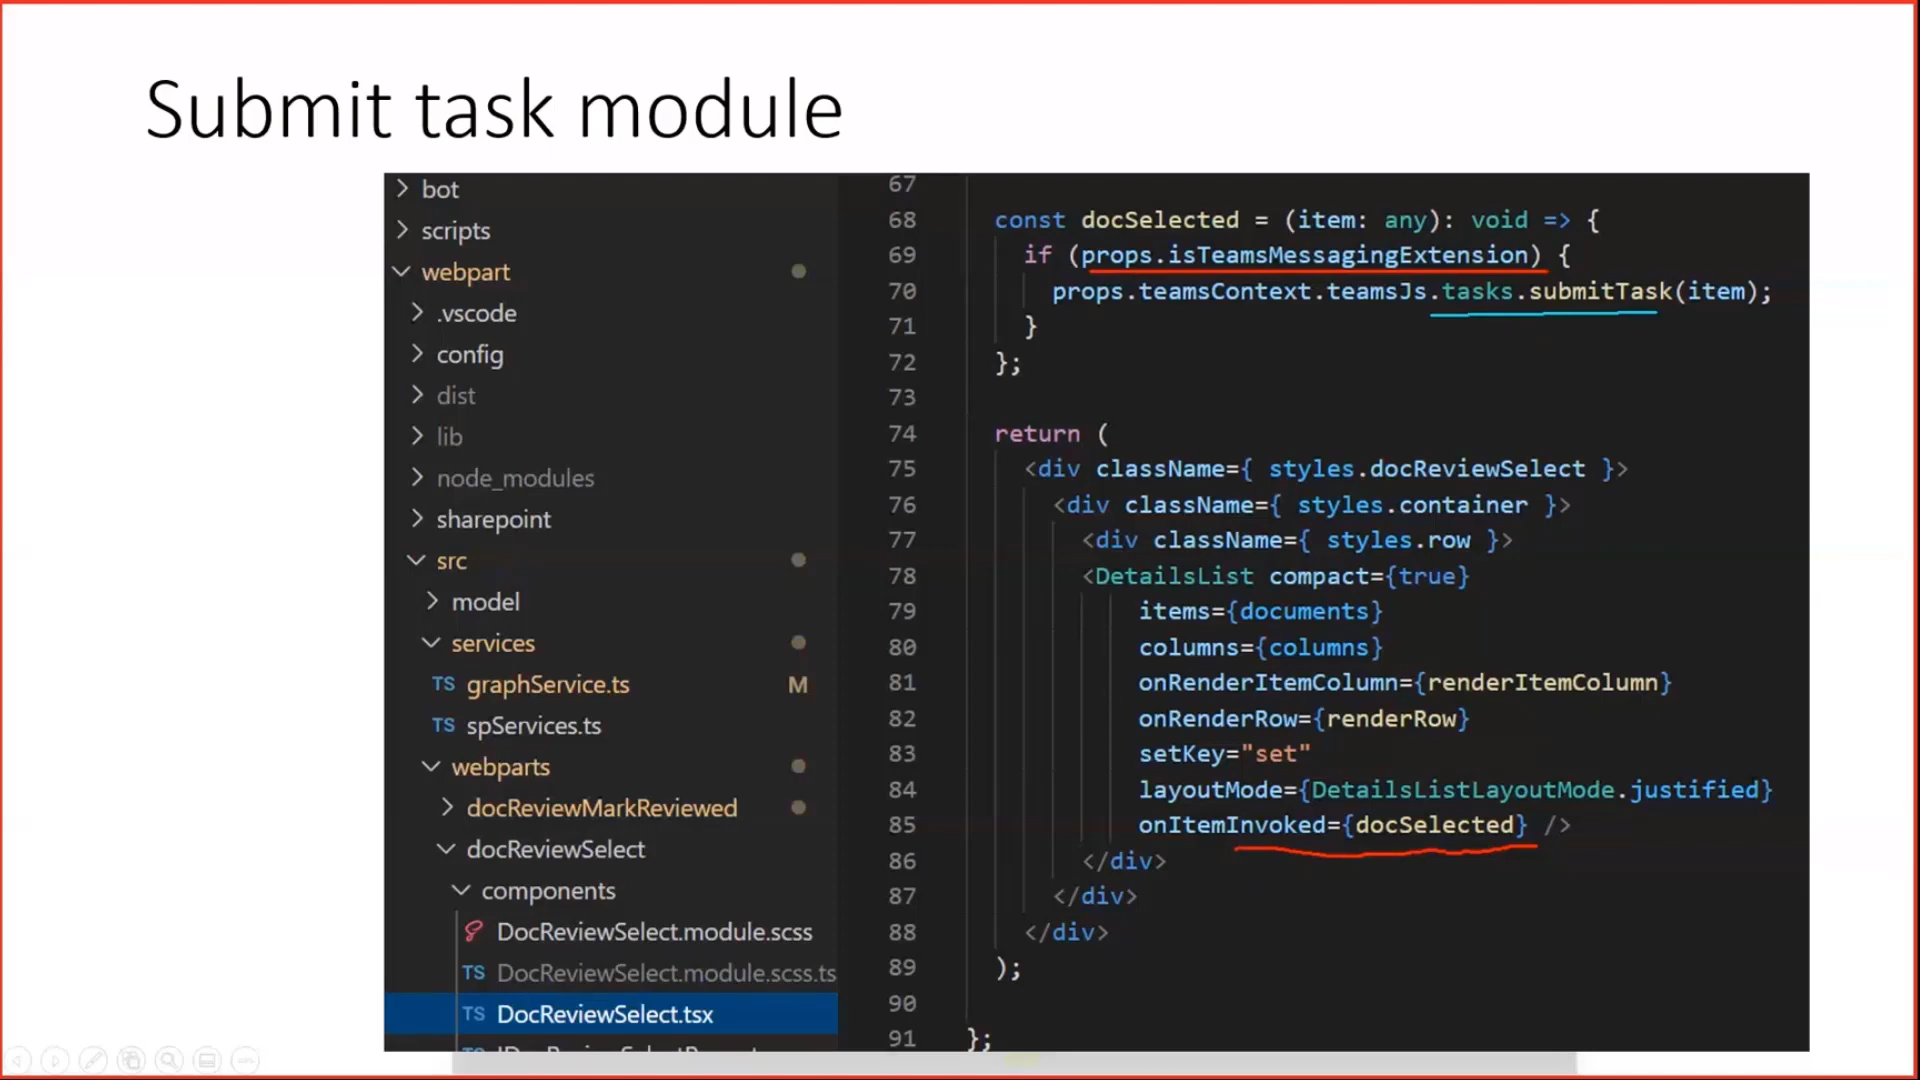 Submit task module
bot
scripts
webpart
.vscode
config
dist
lib
node_modules
sharepoint
src
model
services
TS graphService.ts M
TS spServices.ts
webparts
docReviewMarkReviewed
docReviewSelect
components
DocReviewSelect.module.scss
TS DocReviewSelect.module.scss.ts
TS DocReviewSelect.tsx
67
68 const docSelected = (item: any): void => {
69 if (props.isTeamsMessagingExtension) {
70 props.teamsContext.teamsJs.tasks.submitTask(item);
71 }
72 };
73
74 return (
75 <div className={ styles.docReviewSelect }>
76 <div className={ styles.container }>
77 <div className={ styles.row }>
78 <DetailsList compact={true}
79 items={documents}
80 columns={columns}
81 onRenderItemColumn={renderItemColumn}
82 onRenderRow={renderRow}
83 setKey="set"
84 layoutMode={DetailsListLayoutMode.justified}
85 onItemInvoked={docSelected} />
86 </div>
87 </div>
88 </div>
89 );
90
91 };